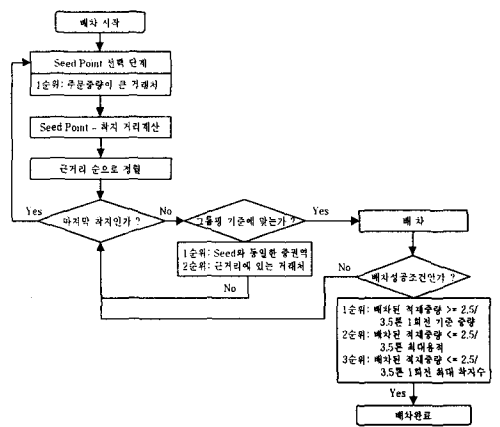 배차 시작
Seed Point 선택 단계
1순위: 주문중량이 큰 거래처
Seed Point – 착지 거리계산
근거리 순으로 정렬
Yes
마지막 착지인가 ?
No
그룹핑 기준에 맞는가 ?
Yes
배 차
1순위: Seed와 동일한 중권역
2순위: 근거리에 있는 거래처
No
No
배차성공조건인가 ?
1순위: 배차된 적재중량 >= 2.5/
3.5톤 1회전 기준 중량
2순위: 배차된 적재중량 <= 2.5/
3.5톤 최대용적
3순위: 배차된 적재중량 <= 2.5/
3.5톤 1회전 최대 착지수
Yes
배차완료